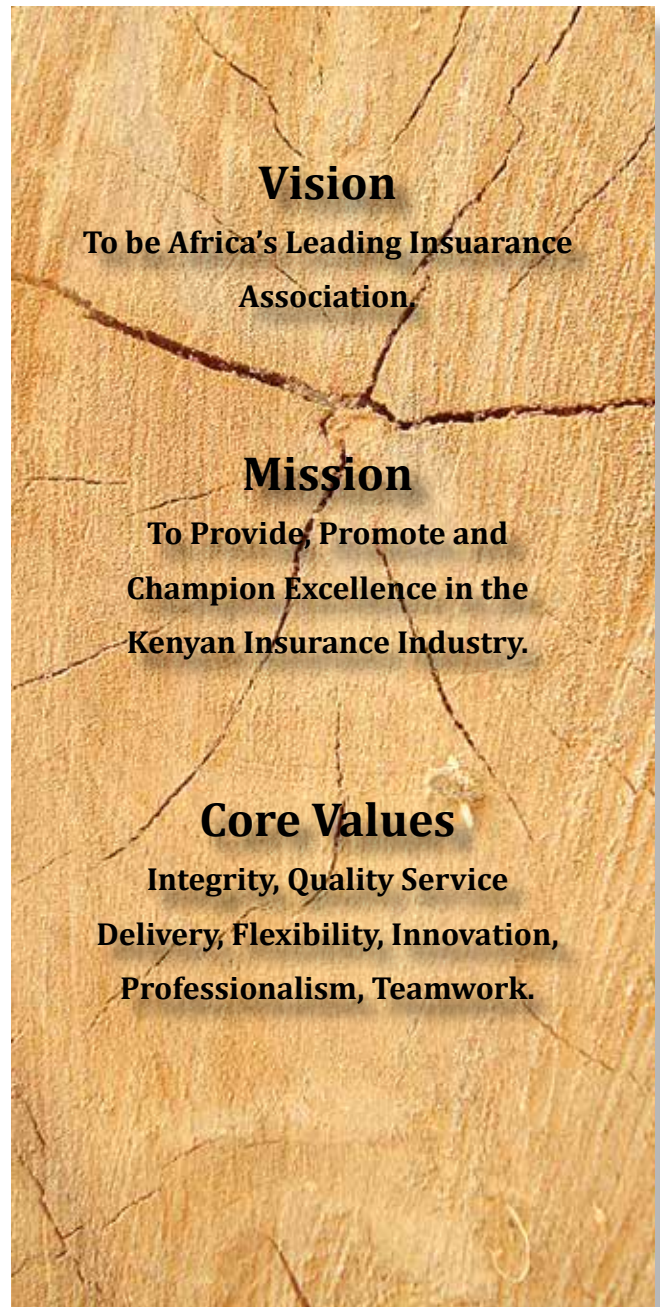 Vision
To be Africa’s Leading Insuarance
Association.
Mission
To Provide, Promote and
Champion Excellence in the
Kenyan Insurance Industry.
Core Values
Integrity, Quality Service
Delivery, Flexibility, Innovation,
Professionalism, Teamwork.